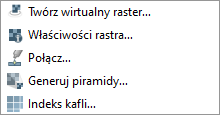 Twórz wirtualny raster...
Właściwości rastra...
Połącz...
Generuj piramidy...
Indeks kafli...